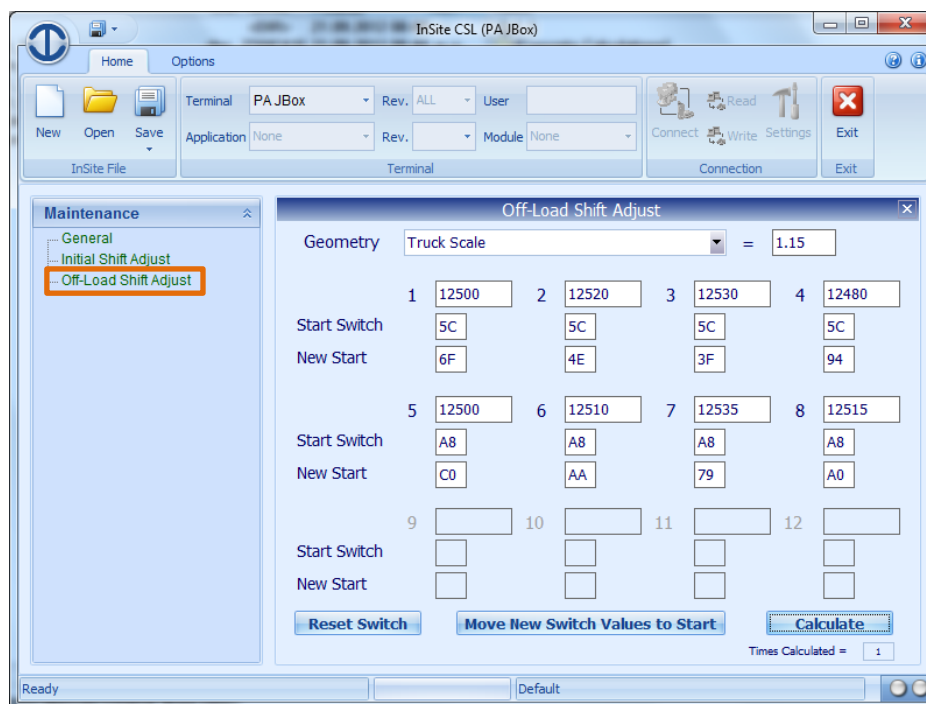 InSite CSL (PA JBox)
Home Options
Terminal PA JBox Rev. ALL User
Read
New Open Save Application None Rev. Module None Connect Write Settings Exit
InSite File Terminal Connection Exit
Maintenance
General
Initial Shift Adjust
Off-Load Shift Adjust
Off-Load Shift Adjust
Geometry Truck Scale = 1.15
1 12500 2 12520 3 12530 4 12480
Start Switch 5C 5C 5C 5C
New Start 6F 4E 3F 94
5 12500 6 12510 7 12535 8 12515
Start Switch A8 A8 A8 A8
New Start C0 AA 79 A0
9 10 11 12
Start Switch
New Start
Reset Switch Move New Switch Values to Start Calculate
Times Calculated = 1
Ready Default